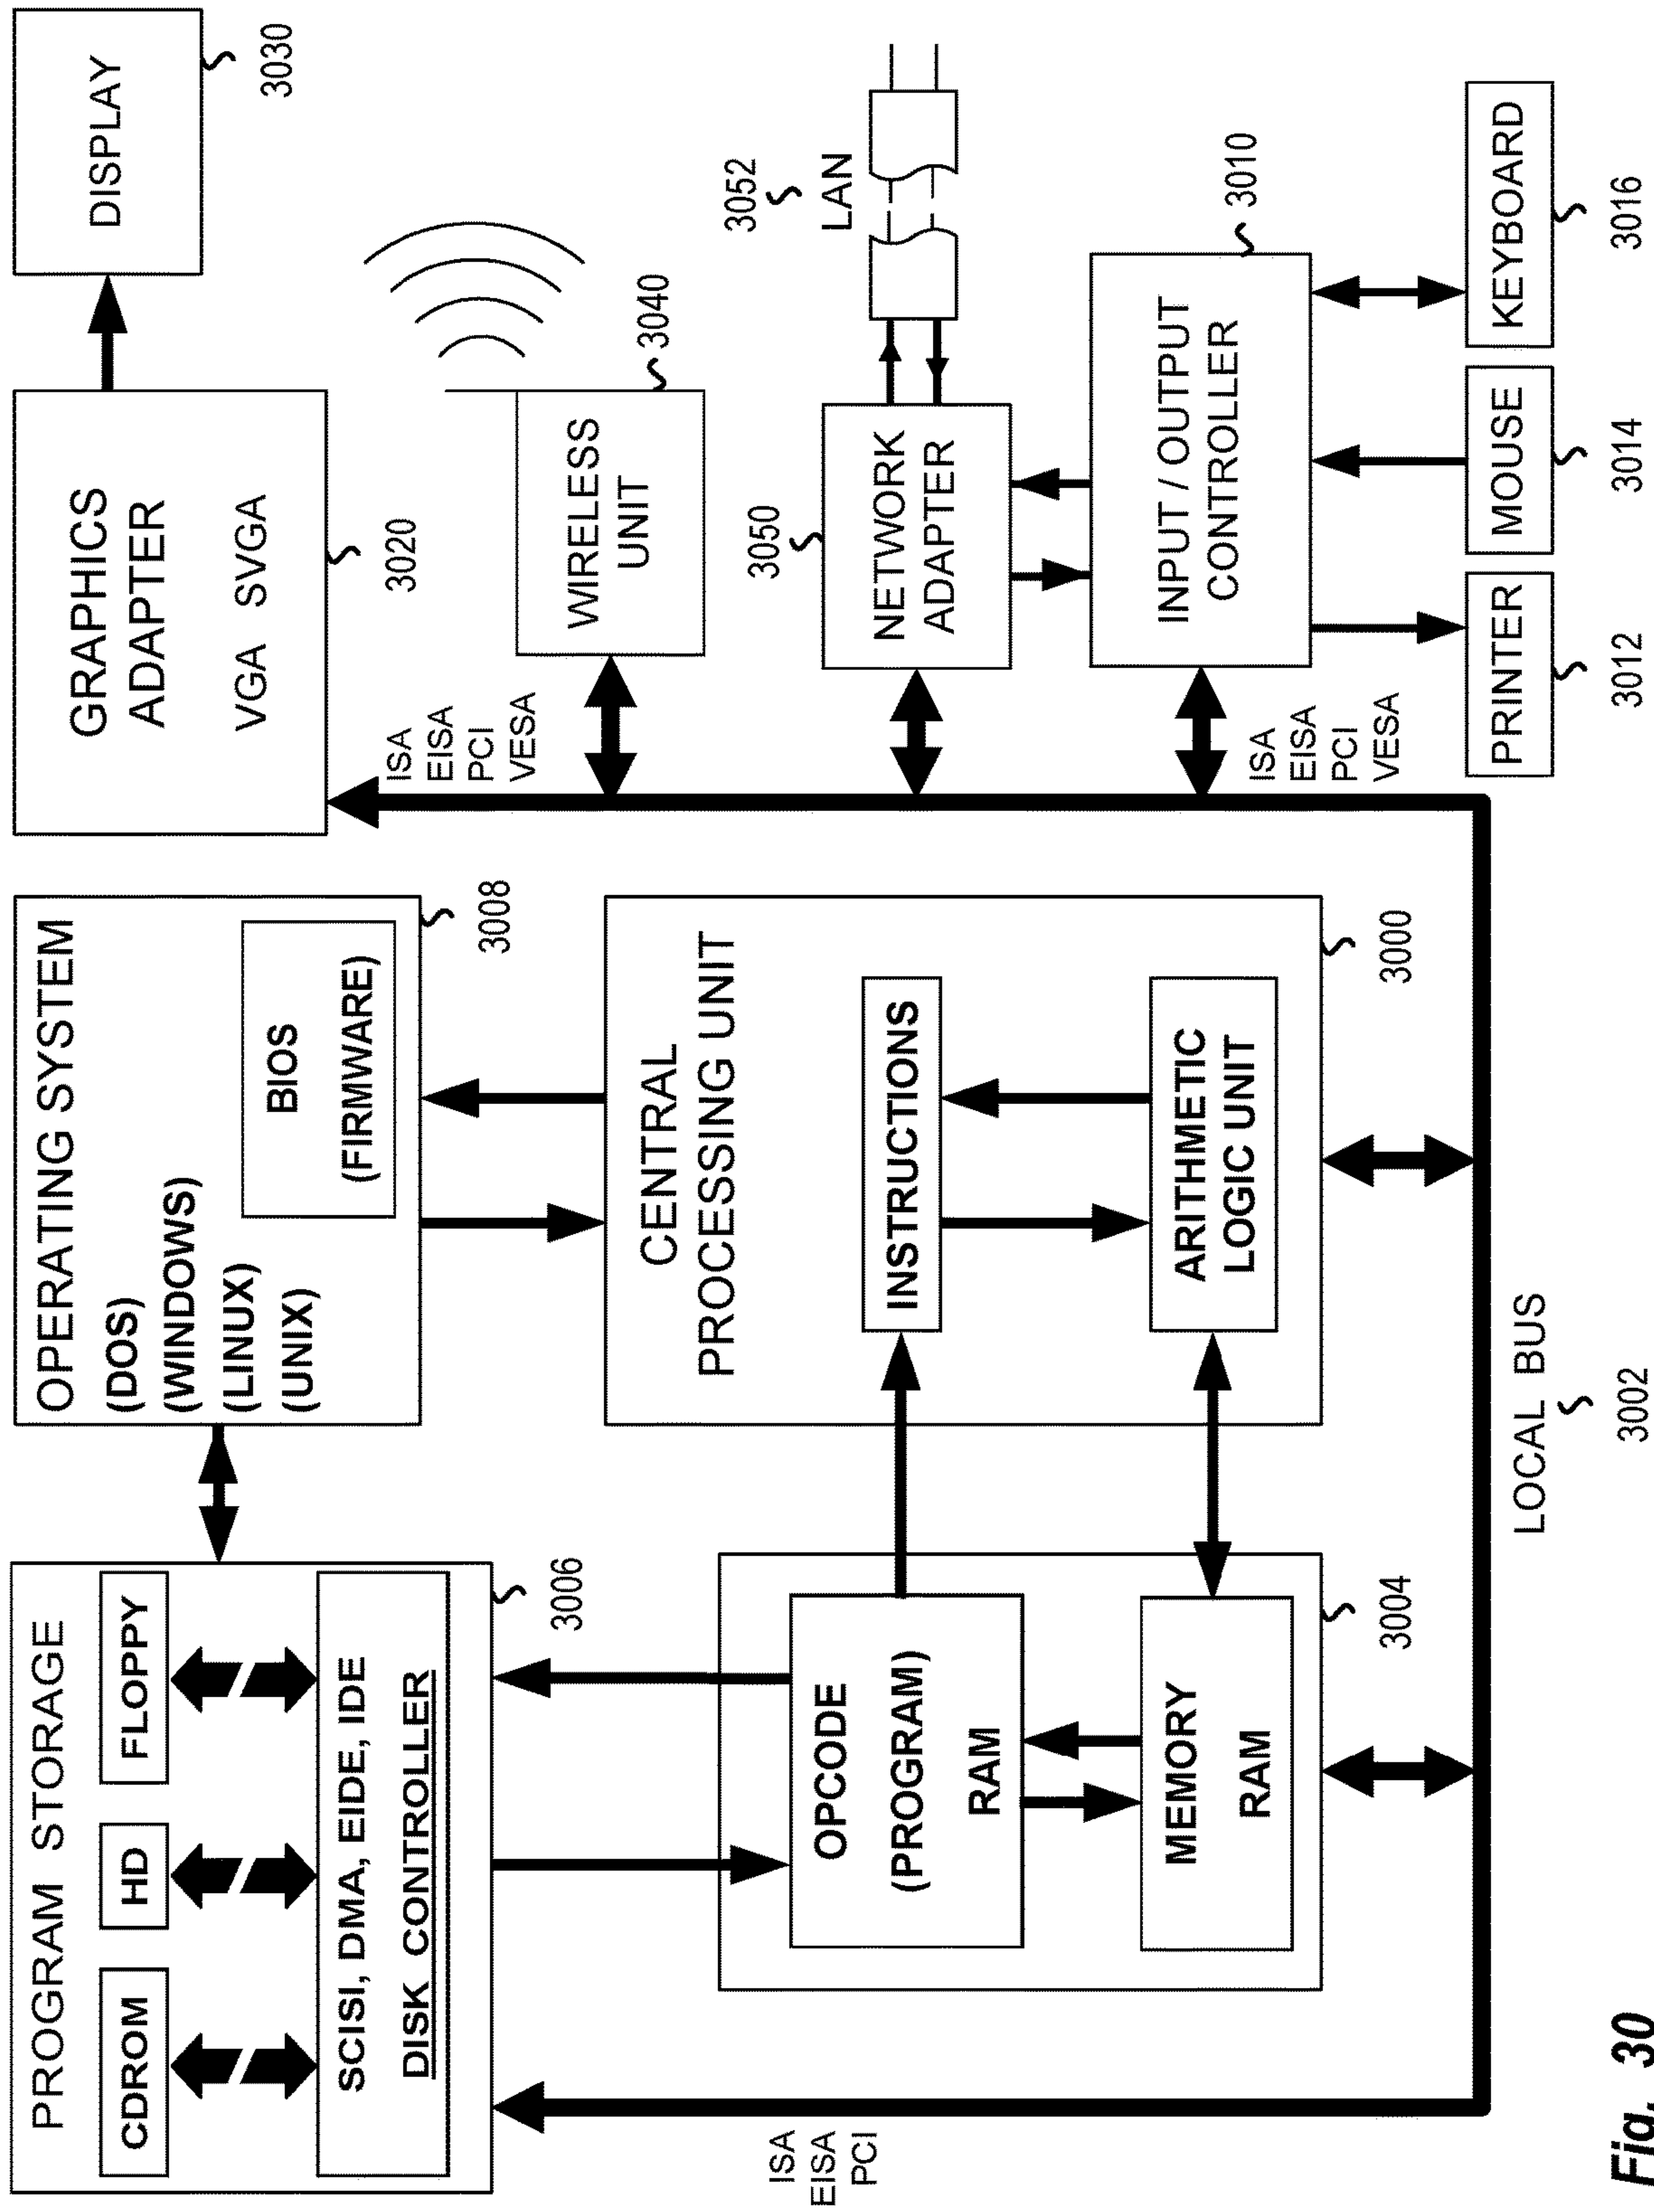 PROGRAM STORAGE
CDROM
HD
FLOPPY
SCISI, DMA, EIDE, IDE
DISK CONTROLLER
3006
OPERATING SYSTEM
(DOS)
(WINDOWS)
(LINUX)
(UNIX)
BIOS
(FIRMWARE)
3008
GRAPHICS
ADAPTER
VGA SVGA
3020
DISPLAY
3030
ISA
EISA
PCI
VESA
WIRELESS
UNIT
3040
CENTRAL
PROCESSING UNIT
INSTRUCTIONS
ARITHMETIC
LOGIC UNIT
3000
OPCODE
(PROGRAM)
RAM
MEMORY
RAM
3004
ISA
EISA
PCI
3050
NETWORK
ADAPTER
3052
LAN
INPUT / OUTPUT
CONTROLLER
3010
ISA
EISA
PCI
VESA
PRINTER
3012
MOUSE
3014
KEYBOARD
3016
LOCAL BUS
3002
Fig. 30